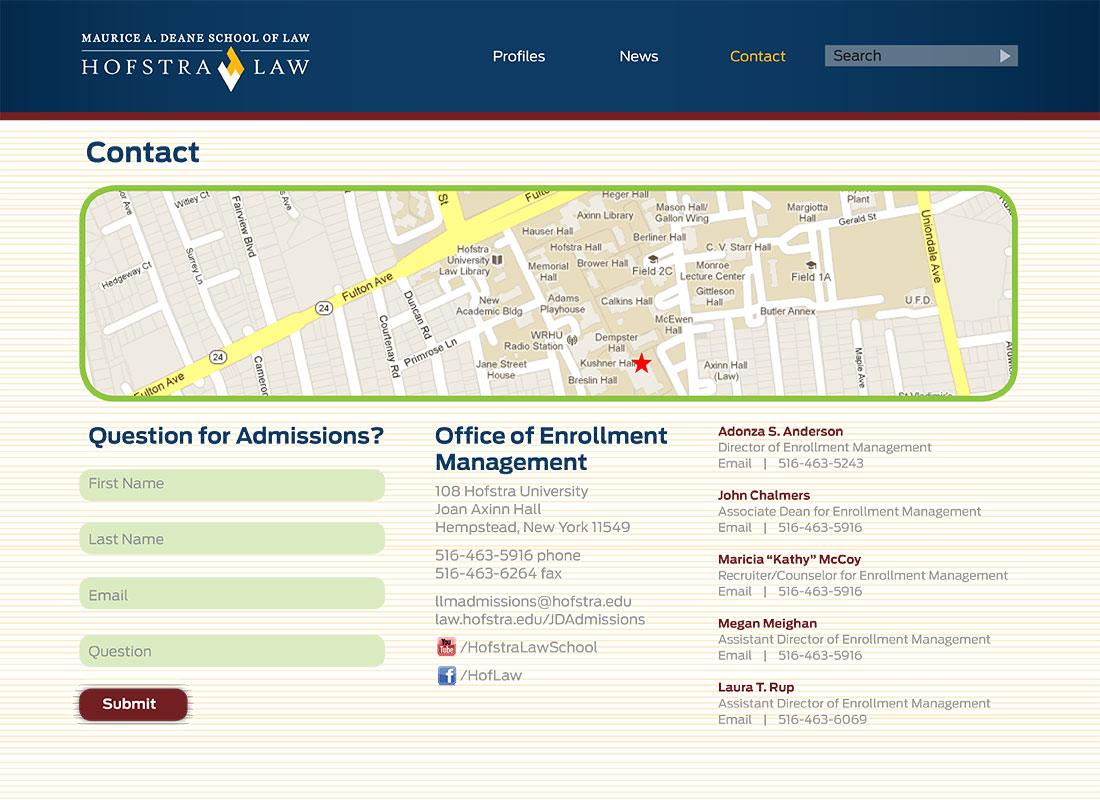 MAURICE A. DEANE SCHOOL OF LAW
HOFSTRA LAW
Profiles
News
Contact
Search
Contact
Witley Ct
Fairview Blvd
Ave
Ave
Hedgeway Ct
Surrey Ln
Fulton Ave
24
Fulton Ave
24
Cameron
St
Fulto
Duncan Rd
Courtenay Rd
Primrose Ln
Hofstra
University
Law Library
New
Academic Bldg
WRHU
Radio Station
Jane Street
House
Hauser Hall
Axinn Library
Heger Hall
Hofstra Hall
Memorial
Hall
Brower Hall
Adams
Playhouse
Calkins Hall
Dempster
Hall
Kushner Hall
Breslin Hall
Mason Hall/
Gallon Wing
Berliner Hall
Field 2C
C. V. Starr Hall
Monroe
Lecture Center
Gittleson
Hall
McEwen
Hall
Axinn Hall
(Law)
Margiotta
Hall
Plant
Gerald St
Field 1A
Butler Annex
U.F.D.
Uniondale Ave
Maple Ave
St Vladimir's
Question for Admissions?
First Name
Last Name
Email
Question
Submit
Office of Enrollment
Management
108 Hofstra University
Joan Axinn Hall
Hempstead, New York 11549
516-463-5916 phone
516-463-6264 fax
llmadmissions@hofstra.edu
law.hofstra.edu/JDAdmissions
You Tube /HofstraLawSchool
f /HofLaw
Adonza S. Anderson
Director of Enrollment Management
Email | 516-463-5243
John Chalmers
Associate Dean for Enrollment Management
Email | 516-463-5916
Maricia “Kathy” McCoy
Recruiter/Counselor for Enrollment Management
Email | 516-463-5916
Megan Meighan
Assistant Director of Enrollment Management
Email | 516-463-5916
Laura T. Rup
Assistant Director of Enrollment Management
Email | 516-463-6069